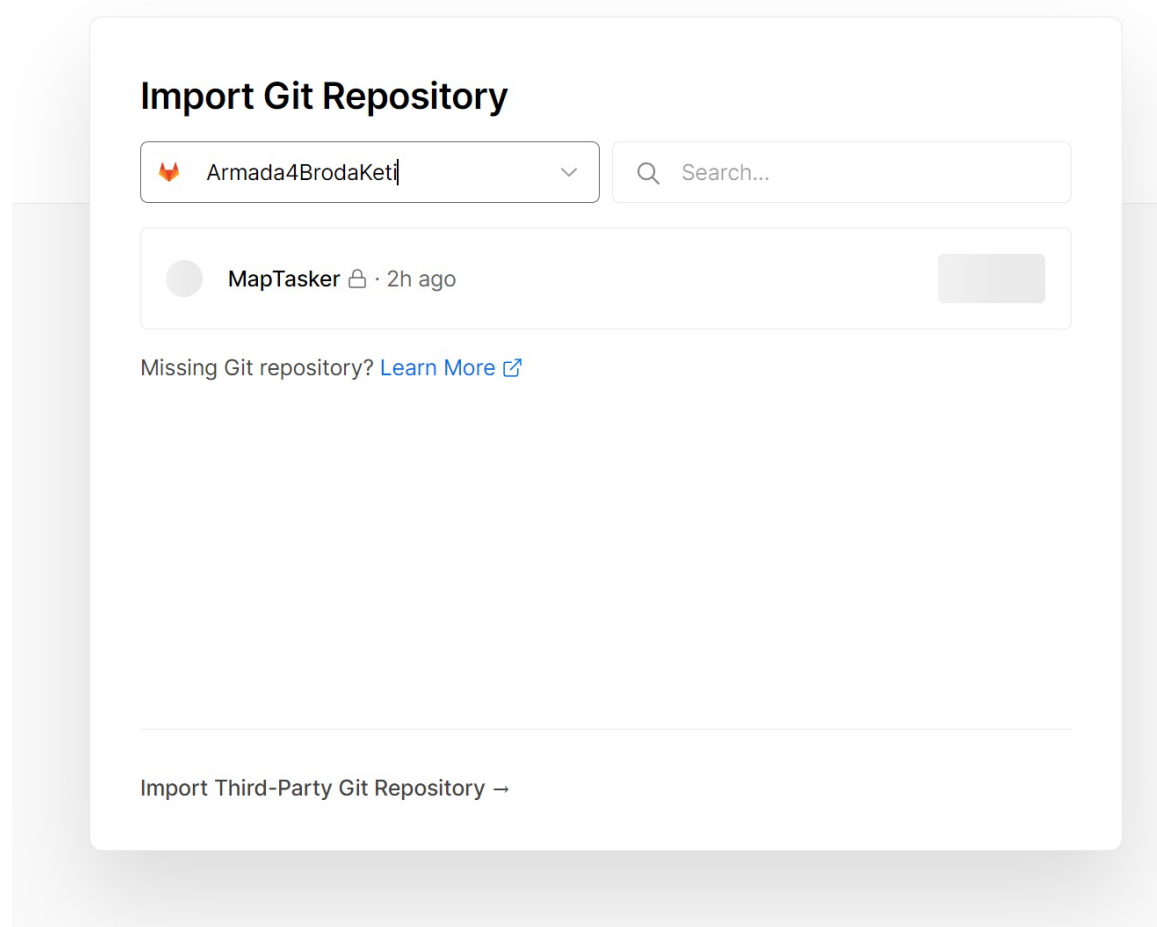 Import Git Repository
Armada4BrodaKeti
Search...
MapTasker · 2h ago
Missing Git repository? Learn More
Import Third-Party Git Repository →